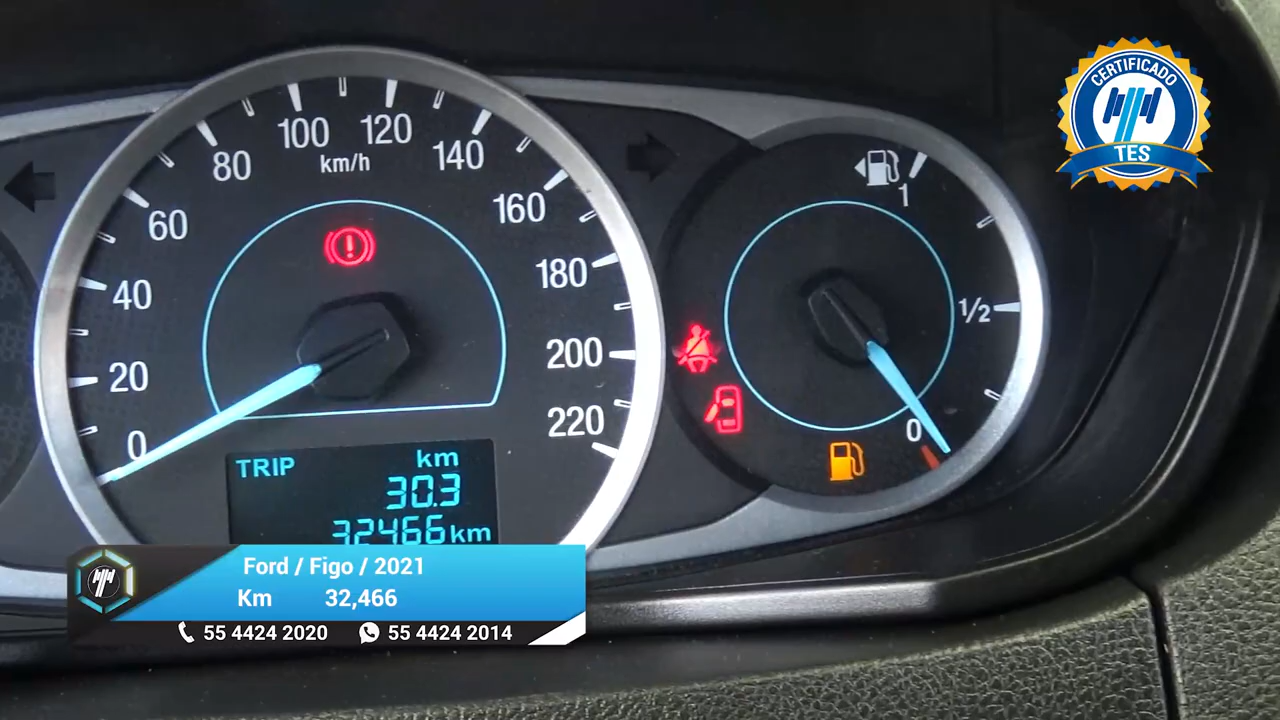 0
20
40
60
80
100
120
140
160
180
200
220
km/h
TRIP km
30.3
32466 km
1
1/2
0
CERTIFICADO
TES
Ford / Figo / 2021
Km 32,466
55 4424 2020 55 4424 2014